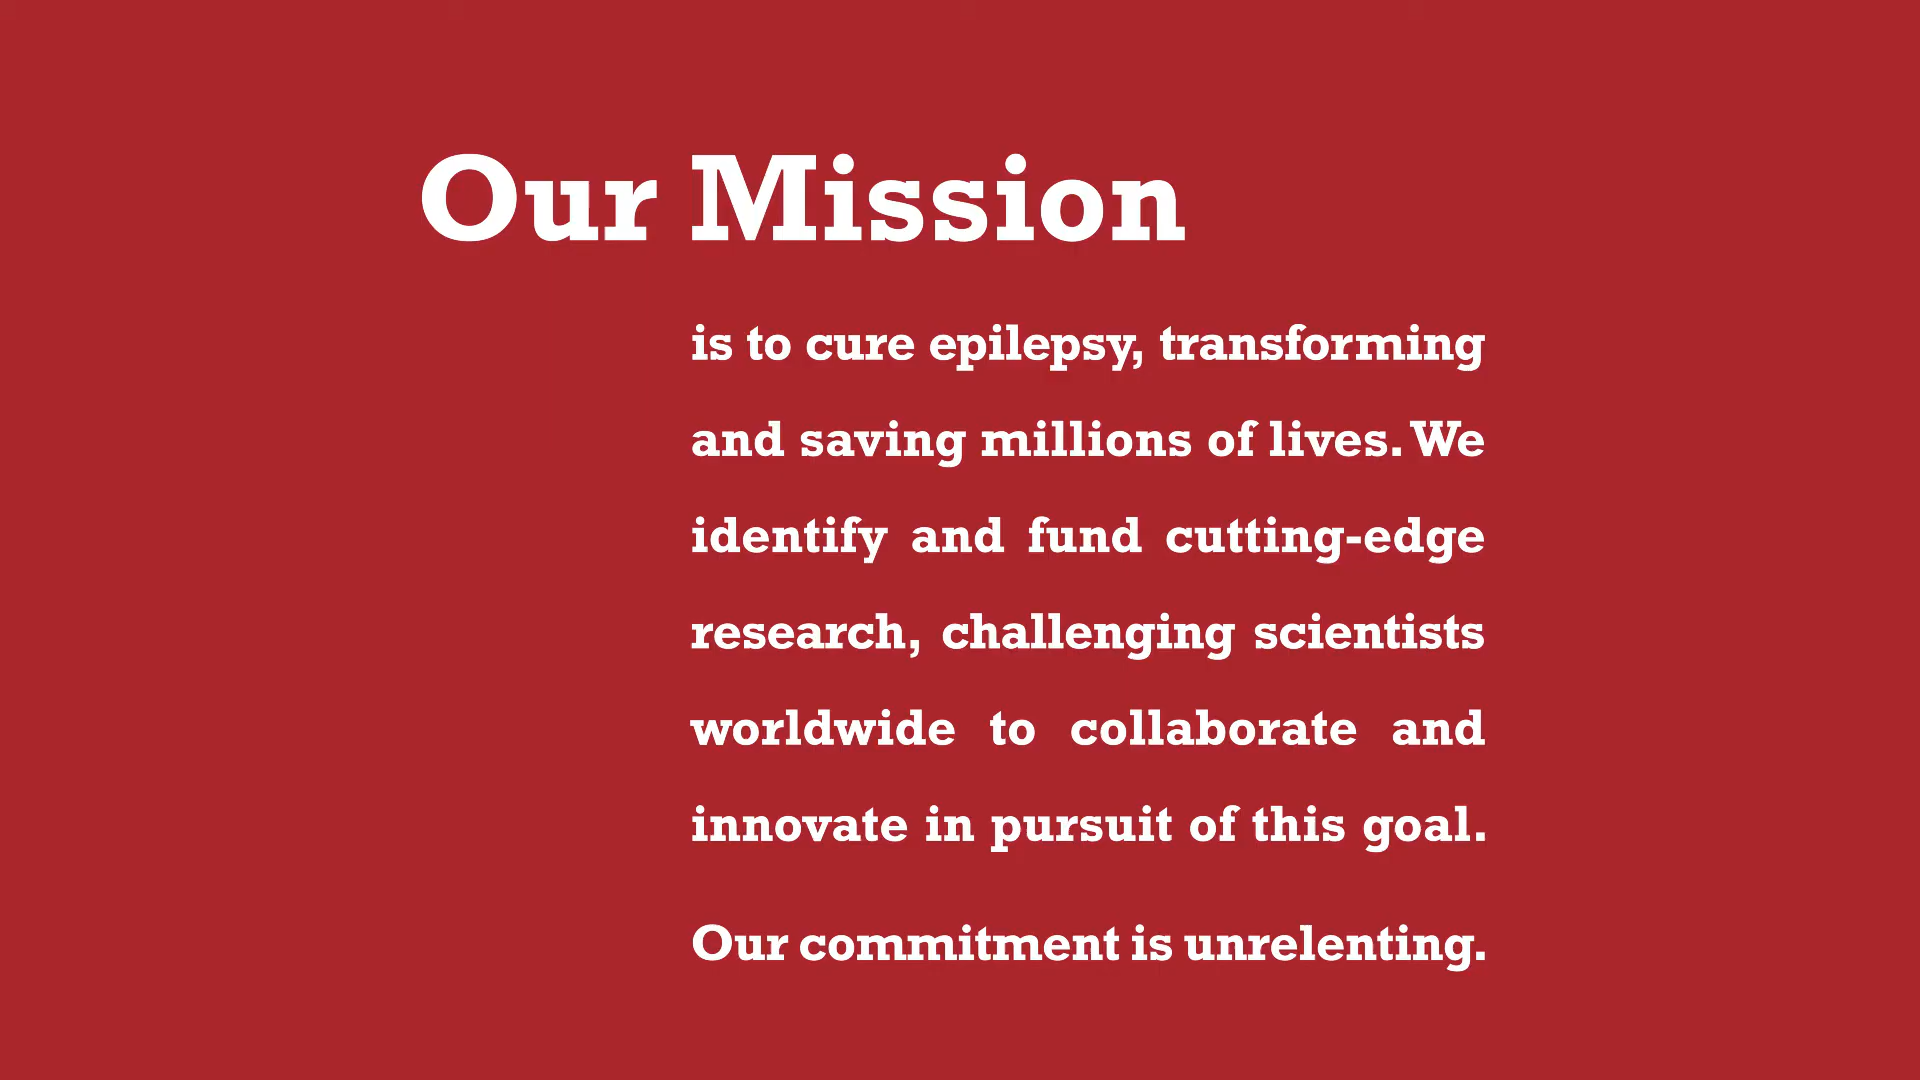 Our Mission
is to cure epilepsy, transforming
and saving millions of lives. We
identify and fund cutting-edge
research, challenging scientists
worldwide to collaborate and
innovate in pursuit of this goal.
Our commitment is unrelenting.